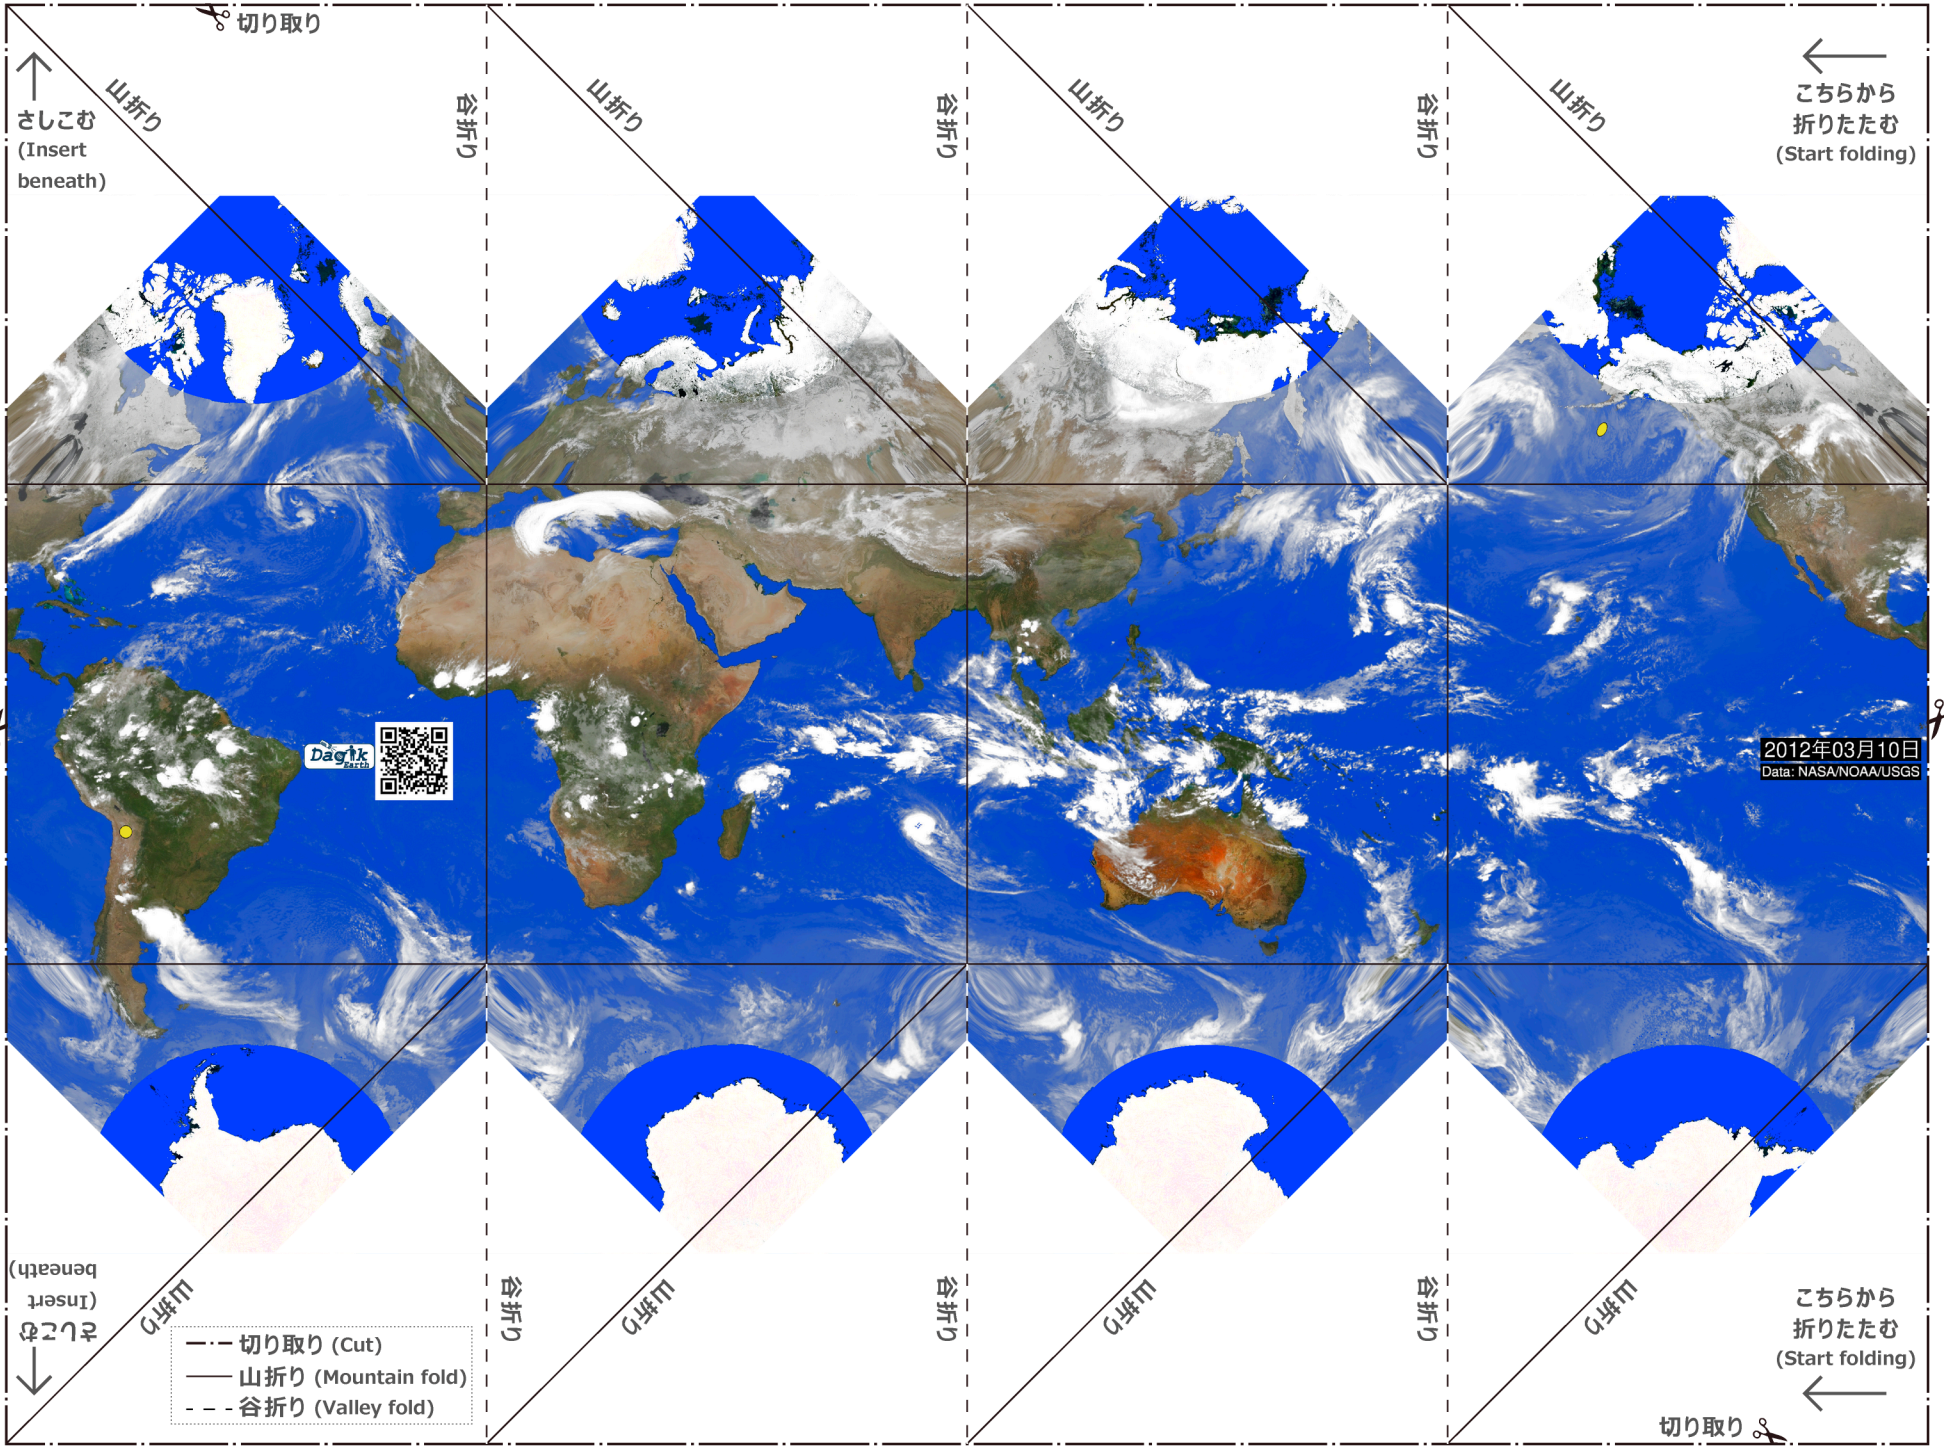 切り取り
山折り
谷折り
山折り
谷折り
山折り
谷折り
山折り
さしこむ
(Insert
beneath)
こちらから
折りたたむ
(Start folding)
Dagik
Earth
2012年03月10日
Data: NASA/NOAA/USGS
さしこむ
(Insert
beneath)
山折り
谷折り
山折り
谷折り
山折り
谷折り
山折り
切り取り (Cut)
山折り (Mountain fold)
谷折り (Valley fold)
こちらから
折りたたむ
(Start folding)
切り取り